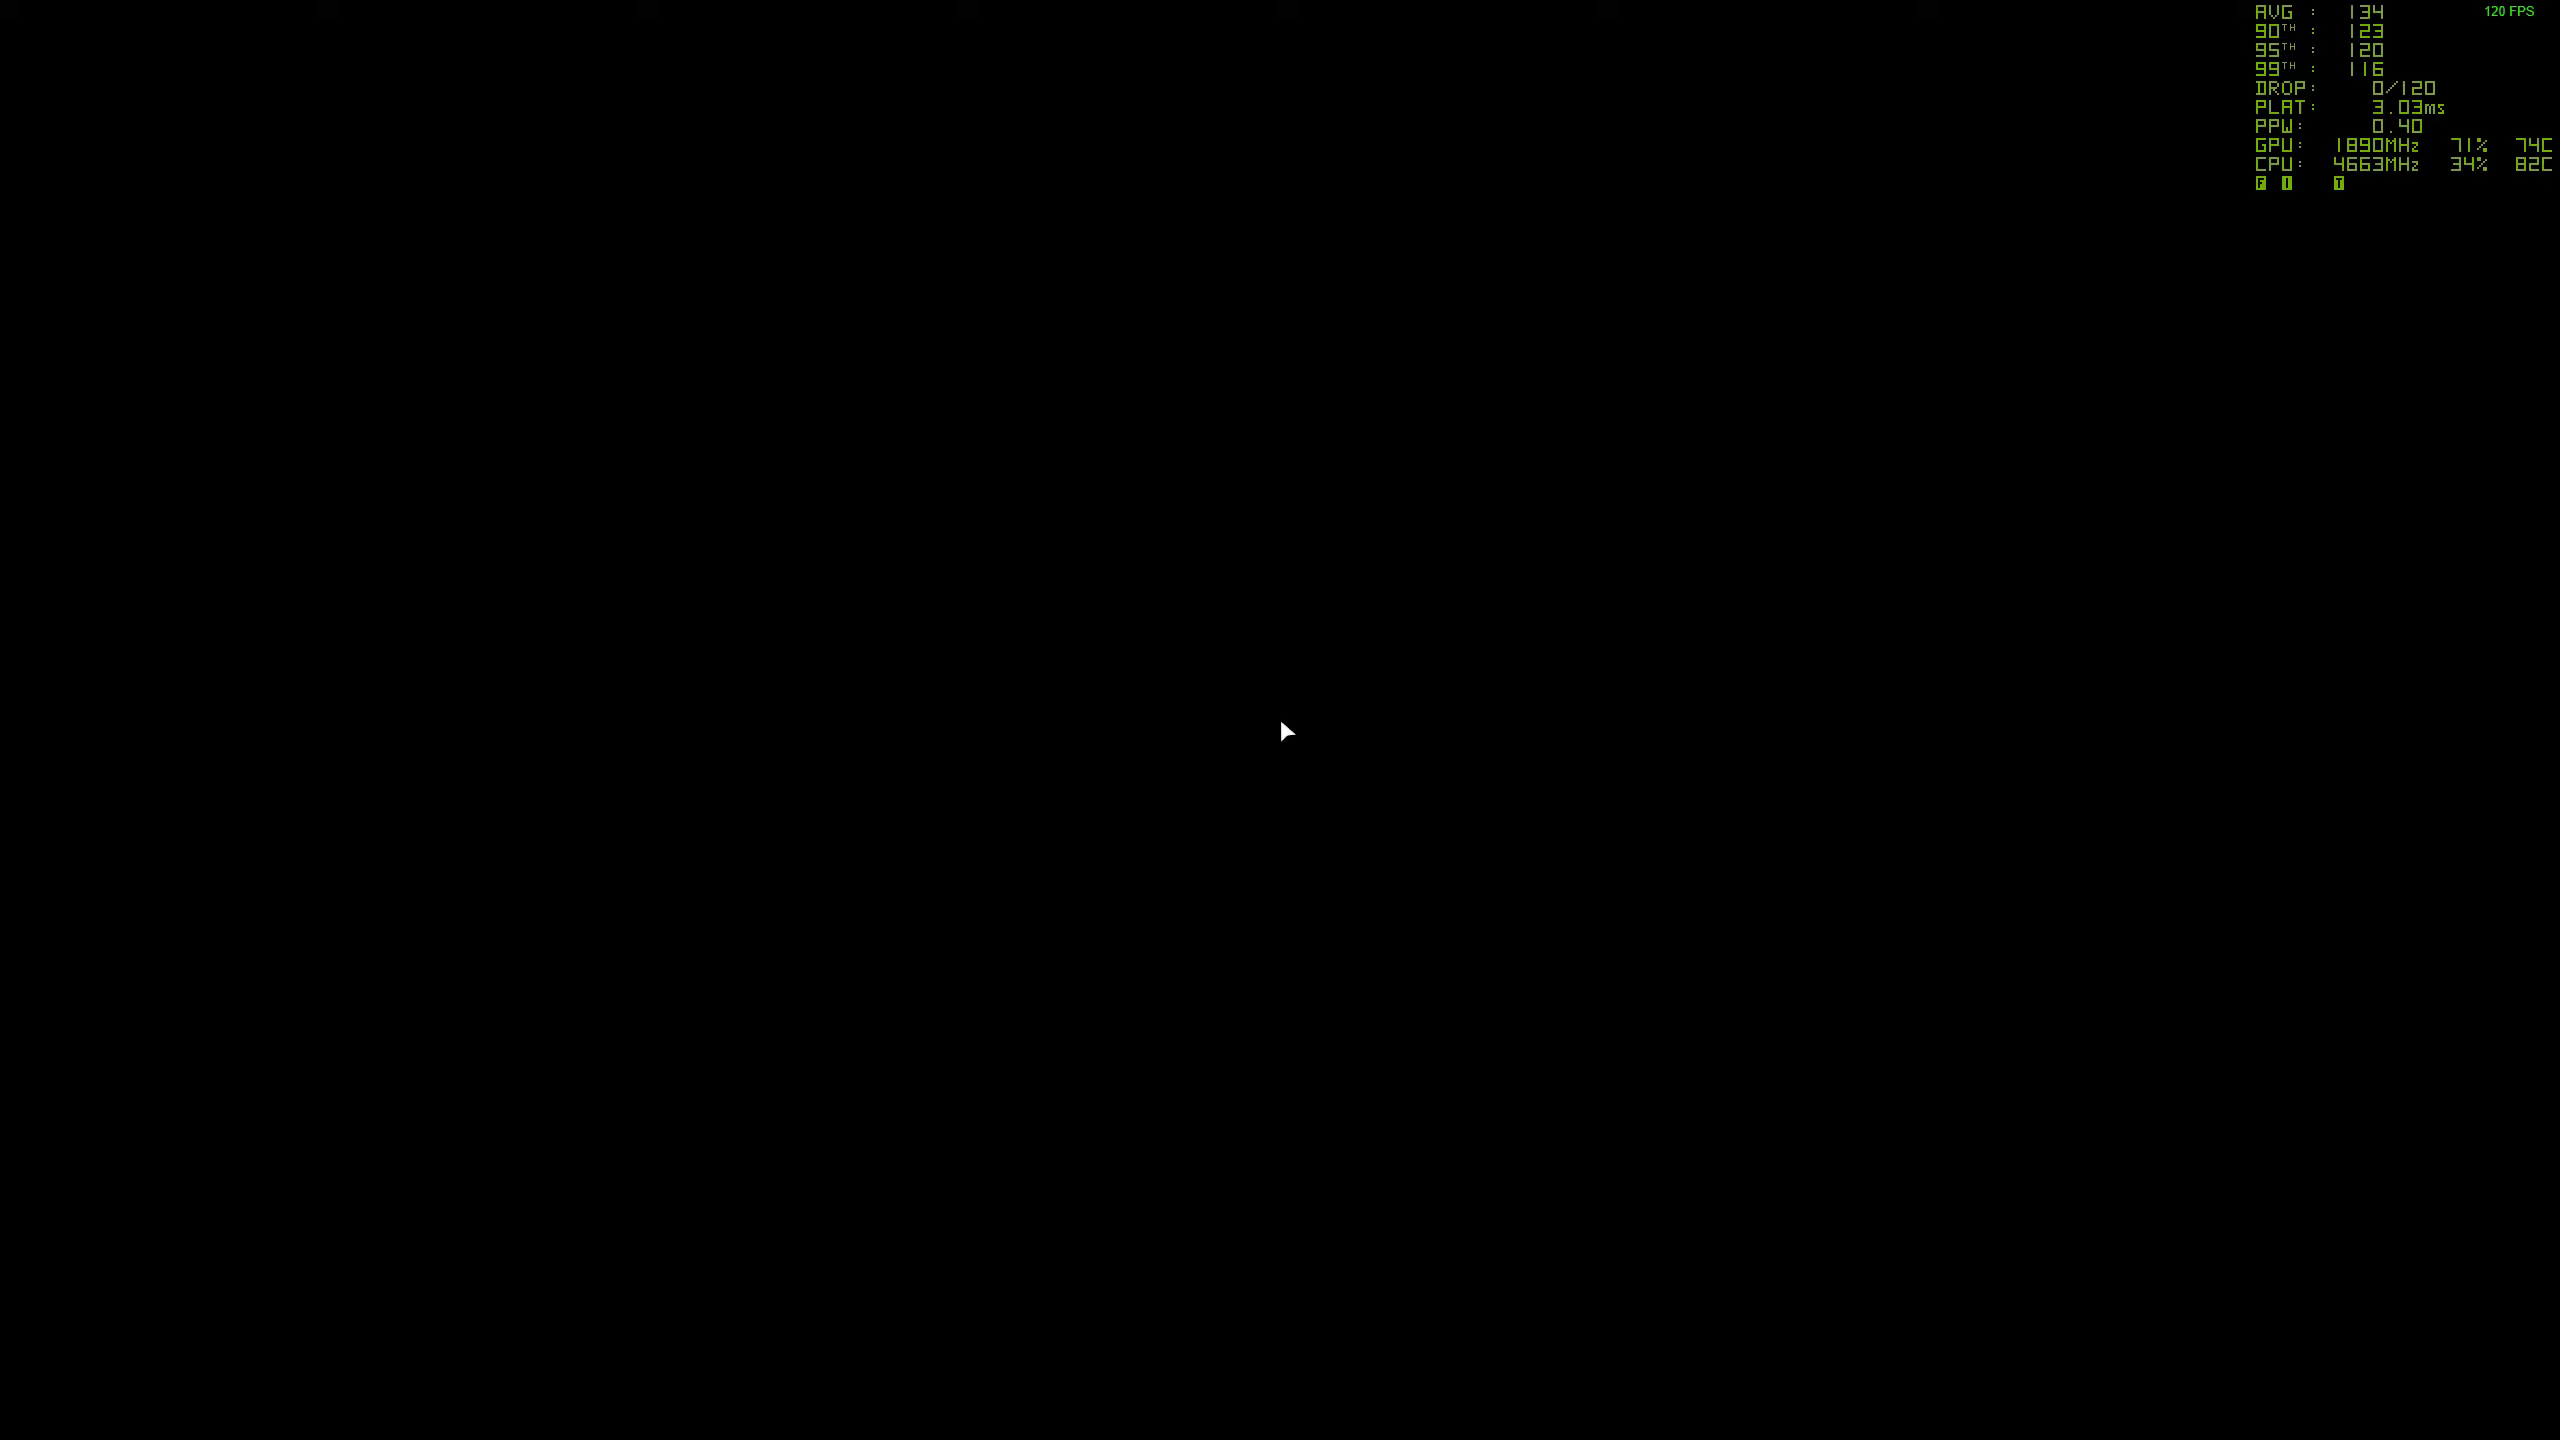 AVG : 134 120 FPS
90TH : 123
95TH : 120
99TH : 116
DROP: 0/120
PLAT: 3.03ms
PPW: 0.40
GPU: 1890MHz 71% 74C
CPU: 4663MHz 34% 82C
F I T